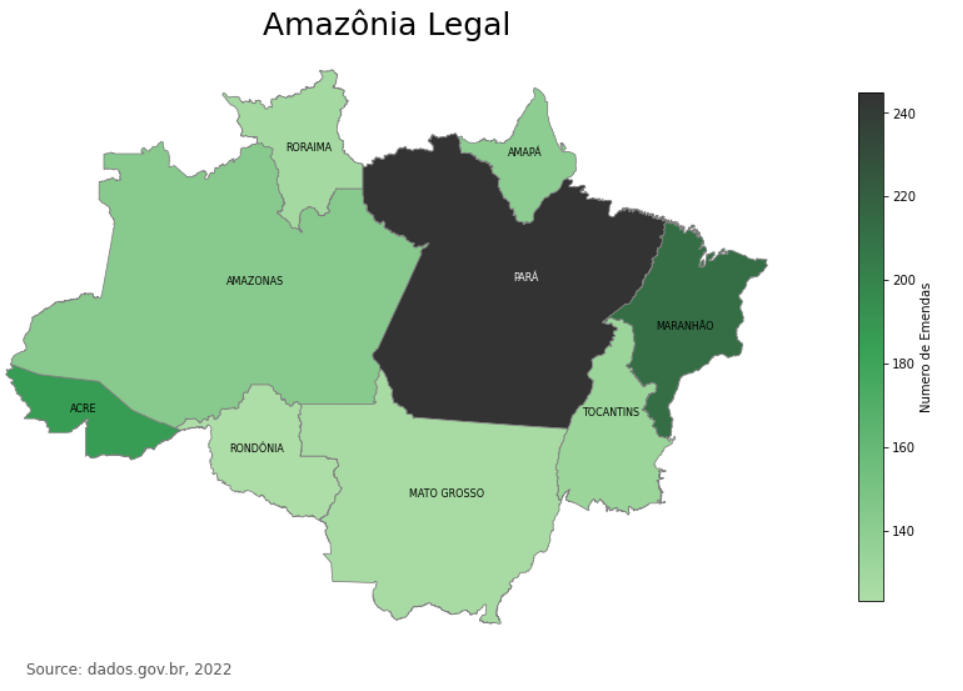 Amazônia Legal
RORAIMA
AMAPÁ
AMAZONAS
PARÁ
MARANHÃO
ACRE
TOCANTINS
RONDÔNIA
MATO GROSSO
240
220
200
180
160
140
Numero de Emendas
Source: dados.gov.br, 2022